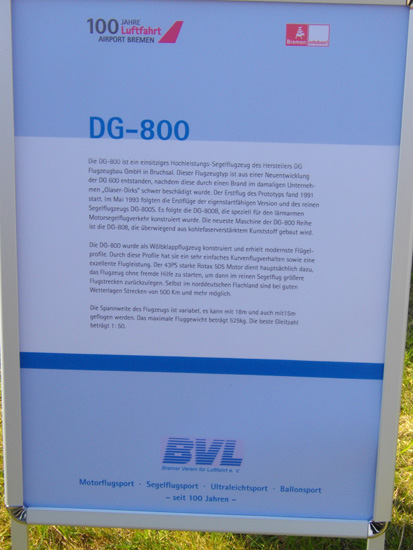 100 JAHRE
Luftfahrt
AIRPORT BREMEN
Bremen erleben!
DG-800
Die DG-800 ist ein einsitziges Hochleistungs-Segelflugzeug des Herstellers DG
Flugzeugbau GmbH in Bruchsal. Dieser Flugzeugtyp ist aus einer Neuentwicklung
der DG 600 entstanden, nachdem diese durch einen Brand im damaligen Unterneh-
men „Glaser-Dirks" schwer beschädigt wurde. Der Erstflug des Prototyps fand 1991
statt. Im Mai 1993 folgten die Erstflüge der eigenstartfähigen Version und des reinen
Segelflugzeugs DG-800S. Es folgte die DG-800B, die speziell für den lärmarmen
Motorsegelflugverkehr konstruiert wurde. Die neueste Maschine der DG-800 Reihe
ist die DG-808, die überwiegend aus kohlefaserverstärktem Kunststoff gebaut wird.
Die DG-800 wurde als Wölbklappflugzeug konstruiert und erhielt modernste Flügel-
profile. Durch diese Profile hat sie ein sehr einfaches Kurvenflugverhalten sowie eine
exzellente Flugleistung. Der 43PS starke Rotax 505 Motor dient hauptsächlich dazu,
das Flugzeug ohne fremde Hilfe zu starten, um dann im reinen Segelflug größere
Flugstrecken zurückzulegen. Selbst im norddeutschen Flachland sind bei guten
Wetterlagen Strecken von 500 Km und mehr möglich.
Die Spannweite des Flugzeugs ist variabel, es kann mit 18m und auch mit15m
geflogen werden. Das maximale Fluggewicht beträgt 525kg. Die beste Gleitzahl
beträgt 1: 50.
BVL
Bremer Verein für Luftfahrt e. V.
Motorflugsport · Segelflugsport · Ultraleichtsport · Ballonsport
– seit 100 Jahren –